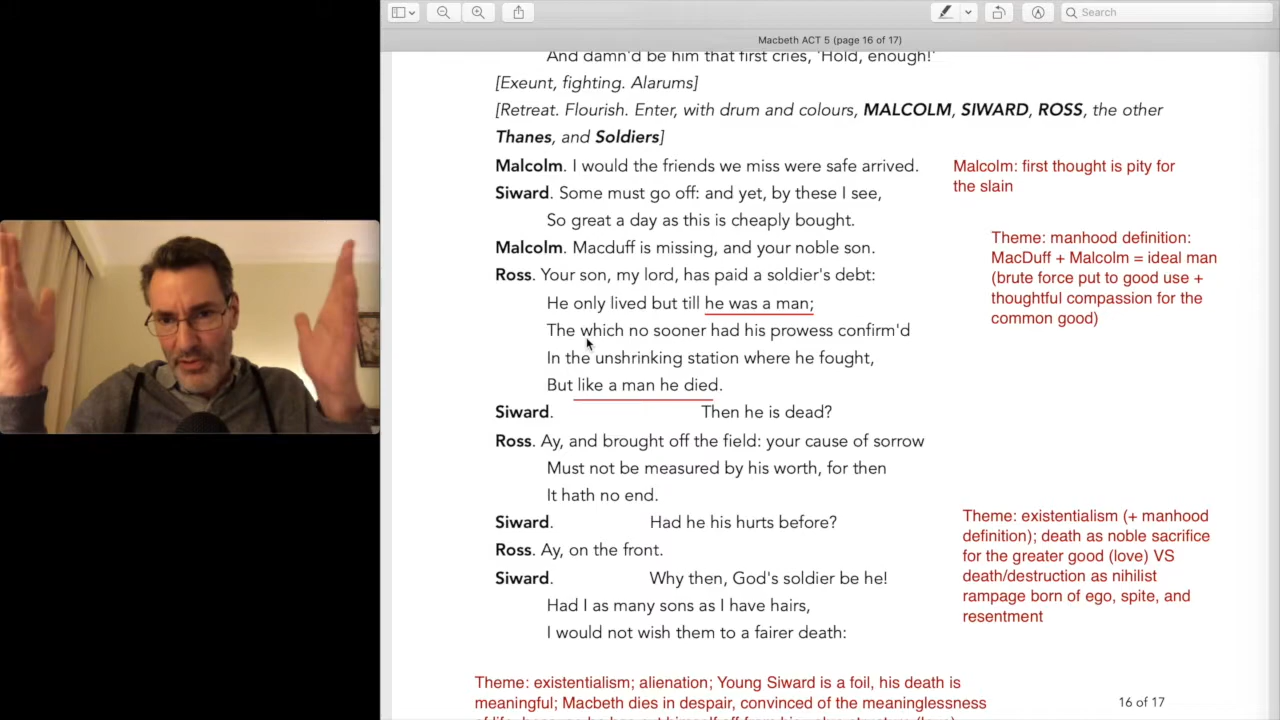 Search
Macbeth ACT 5 (page 16 of 17)
And damn'd be him that first cries, 'Hold, enough!'
[Exeunt, fighting. Alarums]
[Retreat. Flourish. Enter, with drum and colours, MALCOLM, SIWARD, ROSS, the other
Thanes, and Soldiers]
Malcolm. I would the friends we miss were safe arrived.
Siward. Some must go off: and yet, by these I see,
So great a day as this is cheaply bought.
Malcolm. Macduff is missing, and your noble son.
Ross. Your son, my lord, has paid a soldier's debt:
He only lived but till he was a man;
The which no sooner had his prowess confirm'd
In the unshrinking station where he fought,
But like a man he died.
Siward. Then he is dead?
Ross. Ay, and brought off the field: your cause of sorrow
Must not be measured by his worth, for then
It hath no end.
Siward. Had he his hurts before?
Ross. Ay, on the front.
Siward. Why then, God's soldier be he!
Had I as many sons as I have hairs,
I would not wish them to a fairer death:
Malcolm: first thought is pity for
the slain
Theme: manhood definition:
MacDuff + Malcolm = ideal man
(brute force put to good use +
thoughtful compassion for the
common good)
Theme: existentialism (+ manhood
definition); death as noble sacrifice
for the greater good (love) VS
death/destruction as nihilist
rampage born of ego, spite, and
resentment
Theme: existentialism; alienation; Young Siward is a foil, his death is
meaningful; Macbeth dies in despair, convinced of the meaninglessness
16 of 17